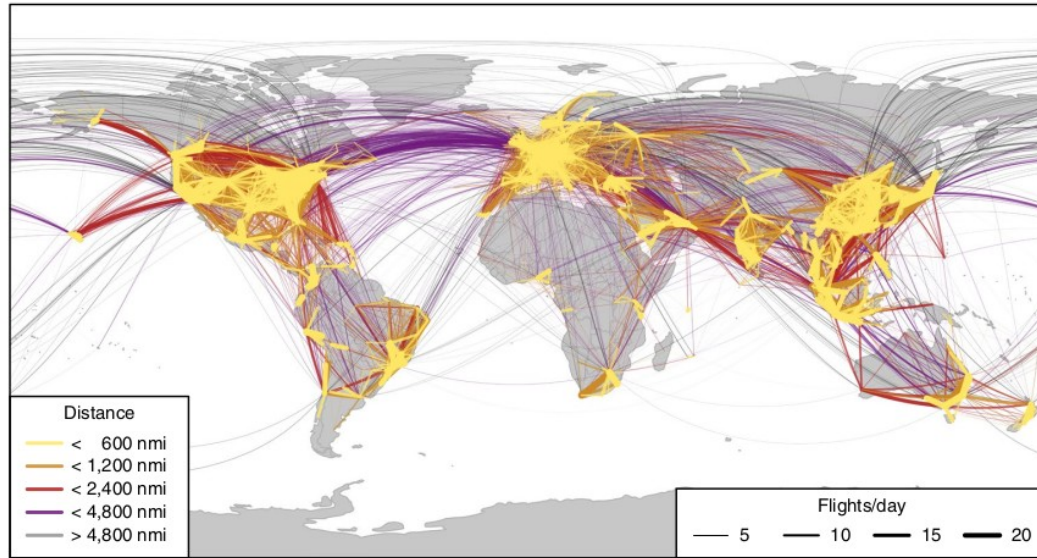 Distance
< 600 nmi
< 1,200 nmi
< 2,400 nmi
< 4,800 nmi
> 4,800 nmi
Flights/day
5 10 15 20